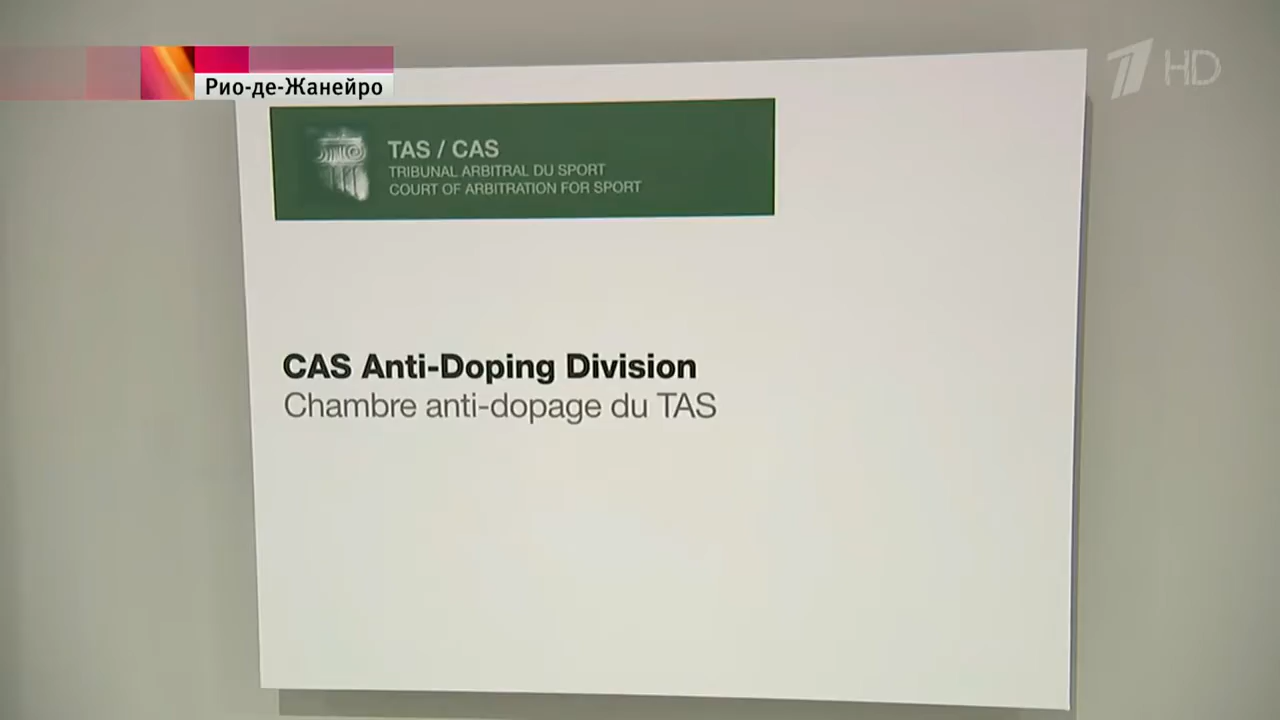 Рио-де-Жанейро
1 HD
TAS / CAS
TRIBUNAL ARBITRAL DU SPORT
COURT OF ARBITRATION FOR SPORT
CAS Anti-Doping Division
Chambre anti-dopage du TAS